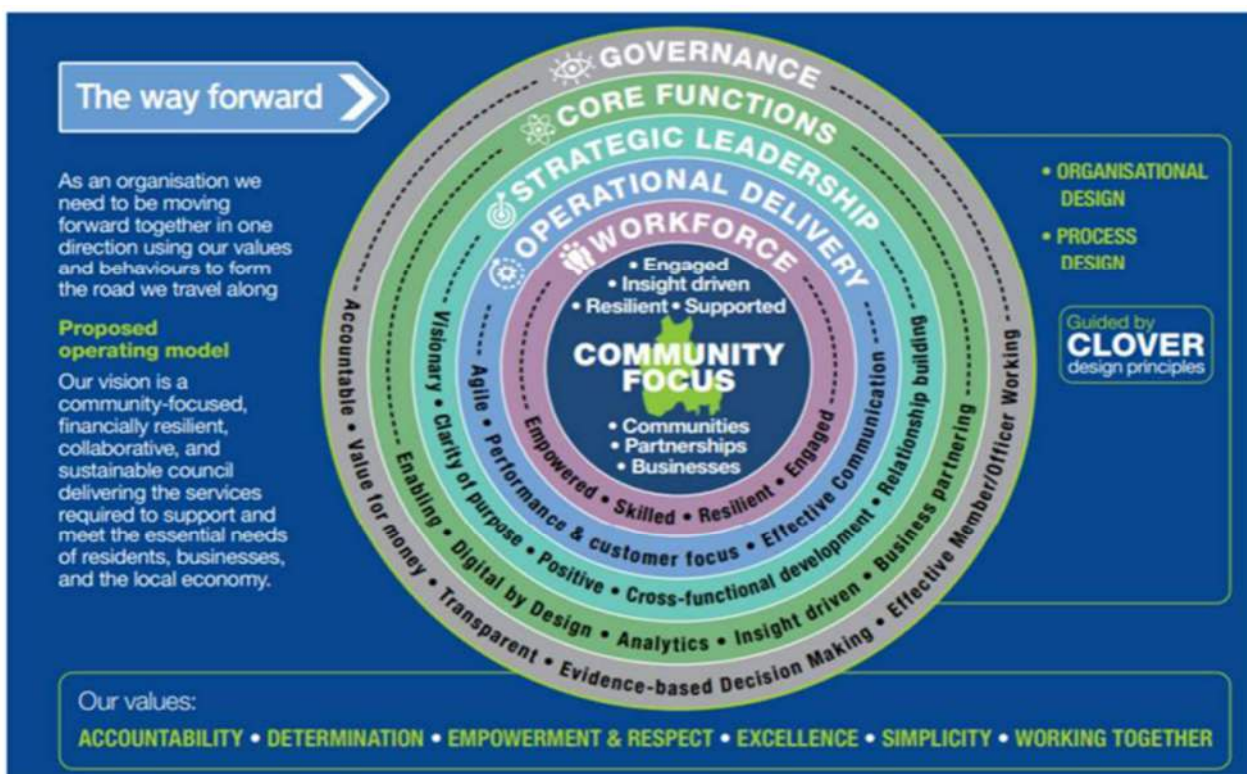 The way forward
As an organisation we
need to be moving
forward together in one
direction using our values
and behaviours to form
the road we travel along
Proposed
operating model
Our vision is a
community-focused,
financially resilient,
collaborative, and
sustainable council
delivering the services
required to support and
meet the essential needs
of residents, businesses,
and the local economy.
GOVERNANCE
Accountable • Value for money • Transparent • Evidence-based Decision Making • Effective Member/Officer Working
CORE FUNCTIONS
Enabling • Digital by Design • Analytics • Insight driven • Business partnering
STRATEGIC LEADERSHIP
Visionary • Clarity of purpose • Positive • Cross-functional development • Relationship building
OPERATIONAL DELIVERY
Agile • Performance & customer focus • Effective Communication
WORKFORCE
Empowered • Skilled • Resilient • Engaged
• Engaged
• Insight driven
• Resilient • Supported
COMMUNITY
FOCUS
• Communities
• Partnerships
• Businesses
• ORGANISATIONAL
DESIGN
• PROCESS
DESIGN
Guided by
CLOVER
design principles
Our values:
ACCOUNTABILITY • DETERMINATION • EMPOWERMENT & RESPECT • EXCELLENCE • SIMPLICITY • WORKING TOGETHER